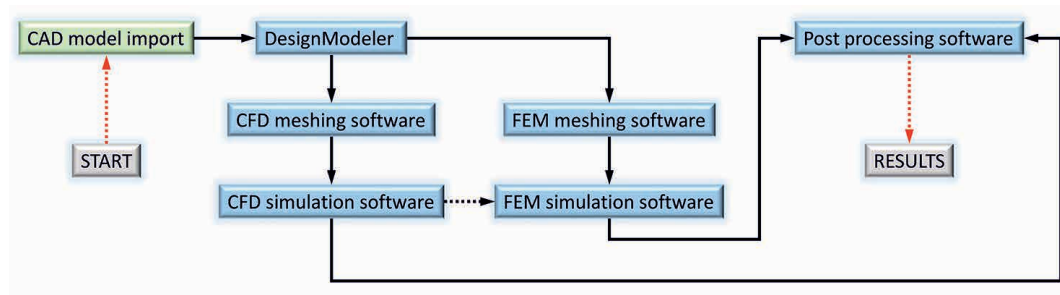 CAD model import
DesignModeler
Post processing software
CFD meshing software
FEM meshing software
START
RESULTS
CFD simulation software
FEM simulation software